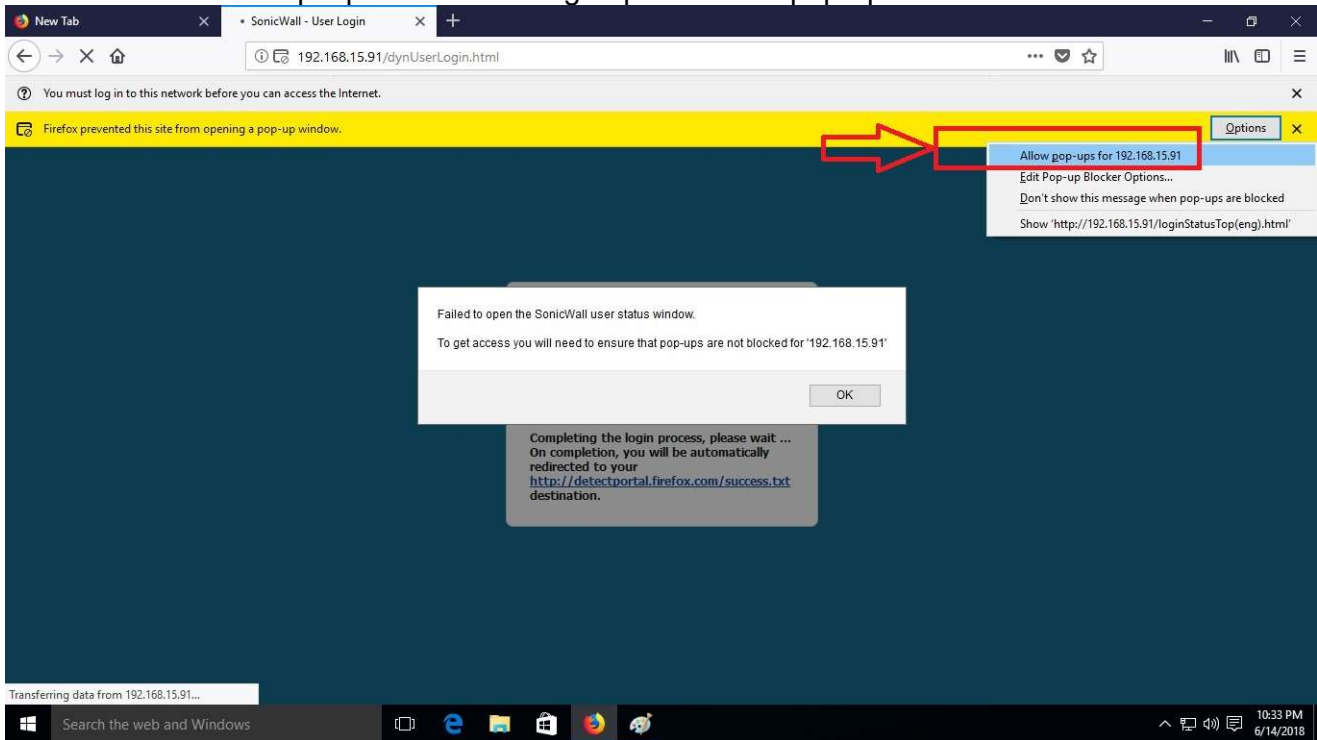 New Tab
SonicWall - User Login
192.168.15.91/dynUserLogin.html
You must log in to this network before you can access the Internet.
Firefox prevented this site from opening a pop-up window.
Options
Allow pop-ups for 192.168.15.91
Edit Pop-up Blocker Options...
Don't show this message when pop-ups are blocked
Show 'http://192.168.15.91/loginStatusTop(eng).html'
Failed to open the SonicWall user status window.
To get access you will need to ensure that pop-ups are not blocked for '192.168.15.91'
OK
Completing the login process, please wait ...
On completion, you will be automatically
redirected to your
http://detectportal.firefox.com/success.txt
destination.
Transferring data from 192.168.15.91...
Search the web and Windows
10:33 PM
6/14/2018